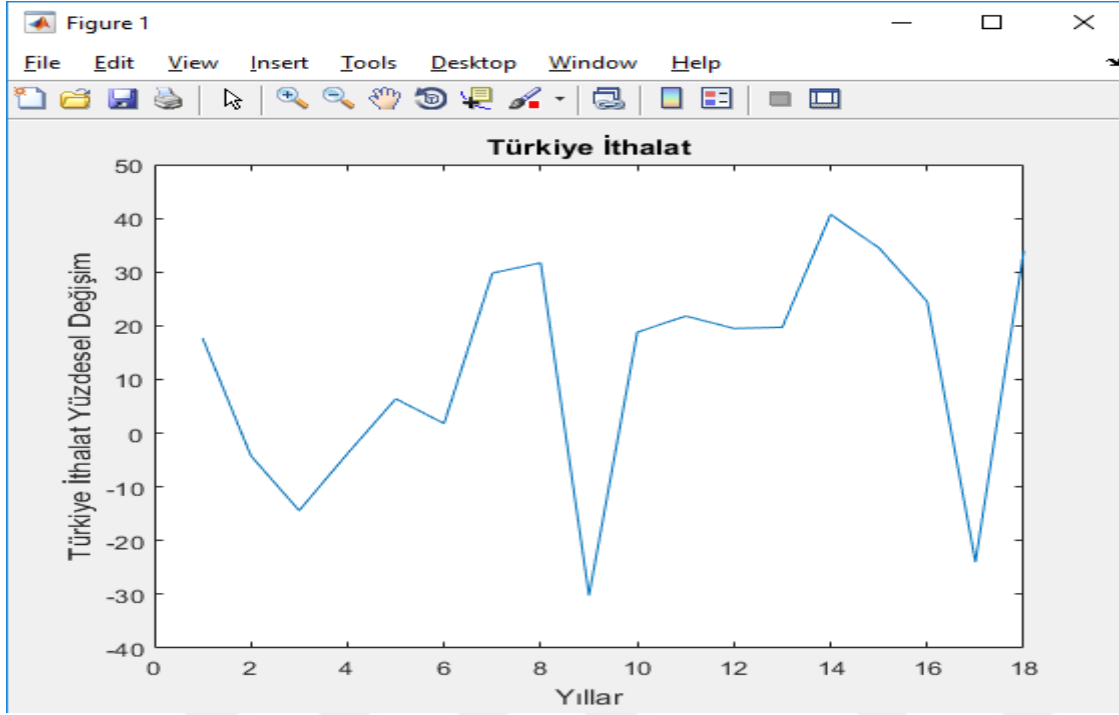 Figure 1
File Edit View Insert Tools Desktop Window Help
Türkiye İthalat
Türkiye İthalat Yüzdesel Değişim
50
40
30
20
10
0
-10
-20
-30
-40
0 2 4 6 8 10 12 14 16 18
Yıllar